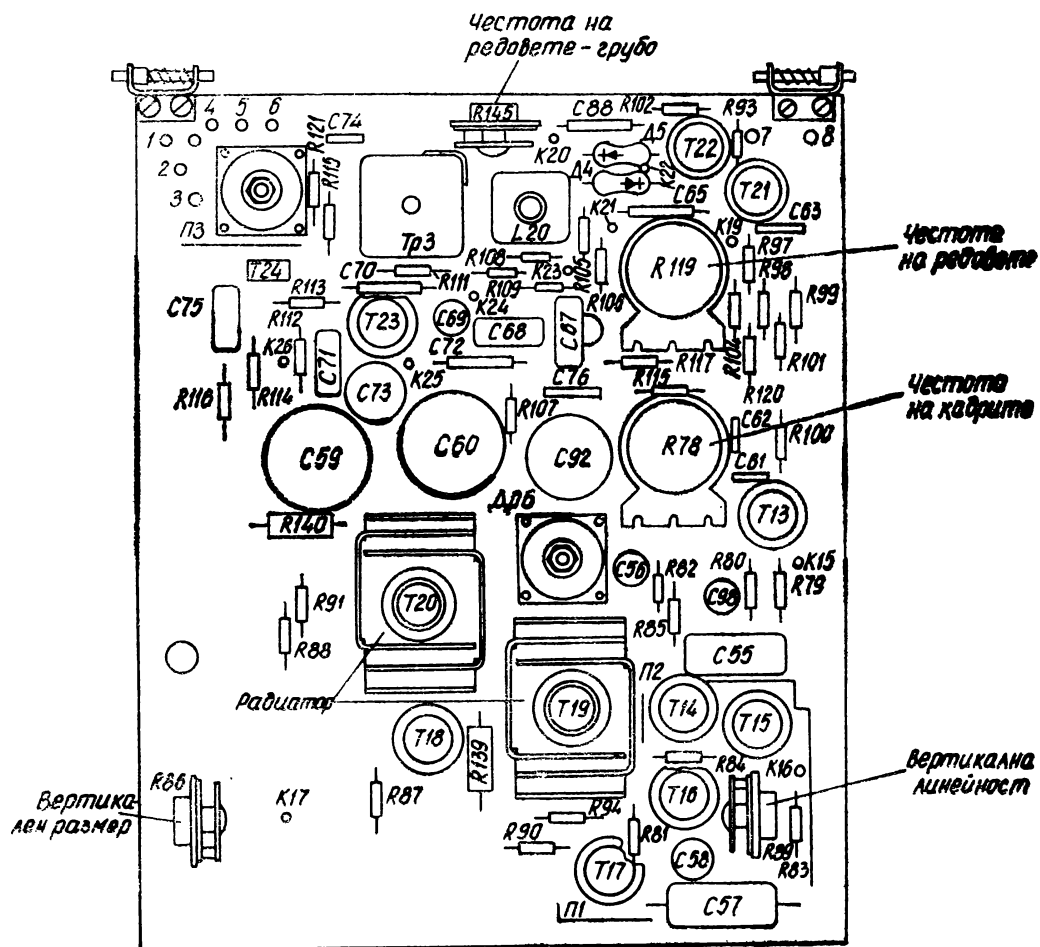 Честота на
редовете - грубо
R145
C88
R102
R93
4
5
6
C74
R121
1
7
8
K20
Д5
T22
2
R115
Д4
K22
T21
3
C65
C63
П3
K21
K19
Тр3
L20
R97
Честота
на редовете
R108
R105
R119
R98
T24
C70
R111
K23
R109
R106
R99
C75
R113
K24
T23
C69
C68
C67
R112
K26
C71
C72
R117
R104
R101
K25
C76
R115
R120
Честота
на кадрите
R118
R114
C73
R107
C62
R100
C59
C60
C92
R78
C81
Др6
T13
R140
C56
R82
R80
K15
R79
C98
R91
T20
R85
R88
C55
П2
Радиатор
T19
T14
T15
T18
R139
R84
K16
Вертикална
линейност
R86
R87
T16
Вертика
лен размер
K17
R94
R81
R90
R89
R83
C58
T17
C57
П1